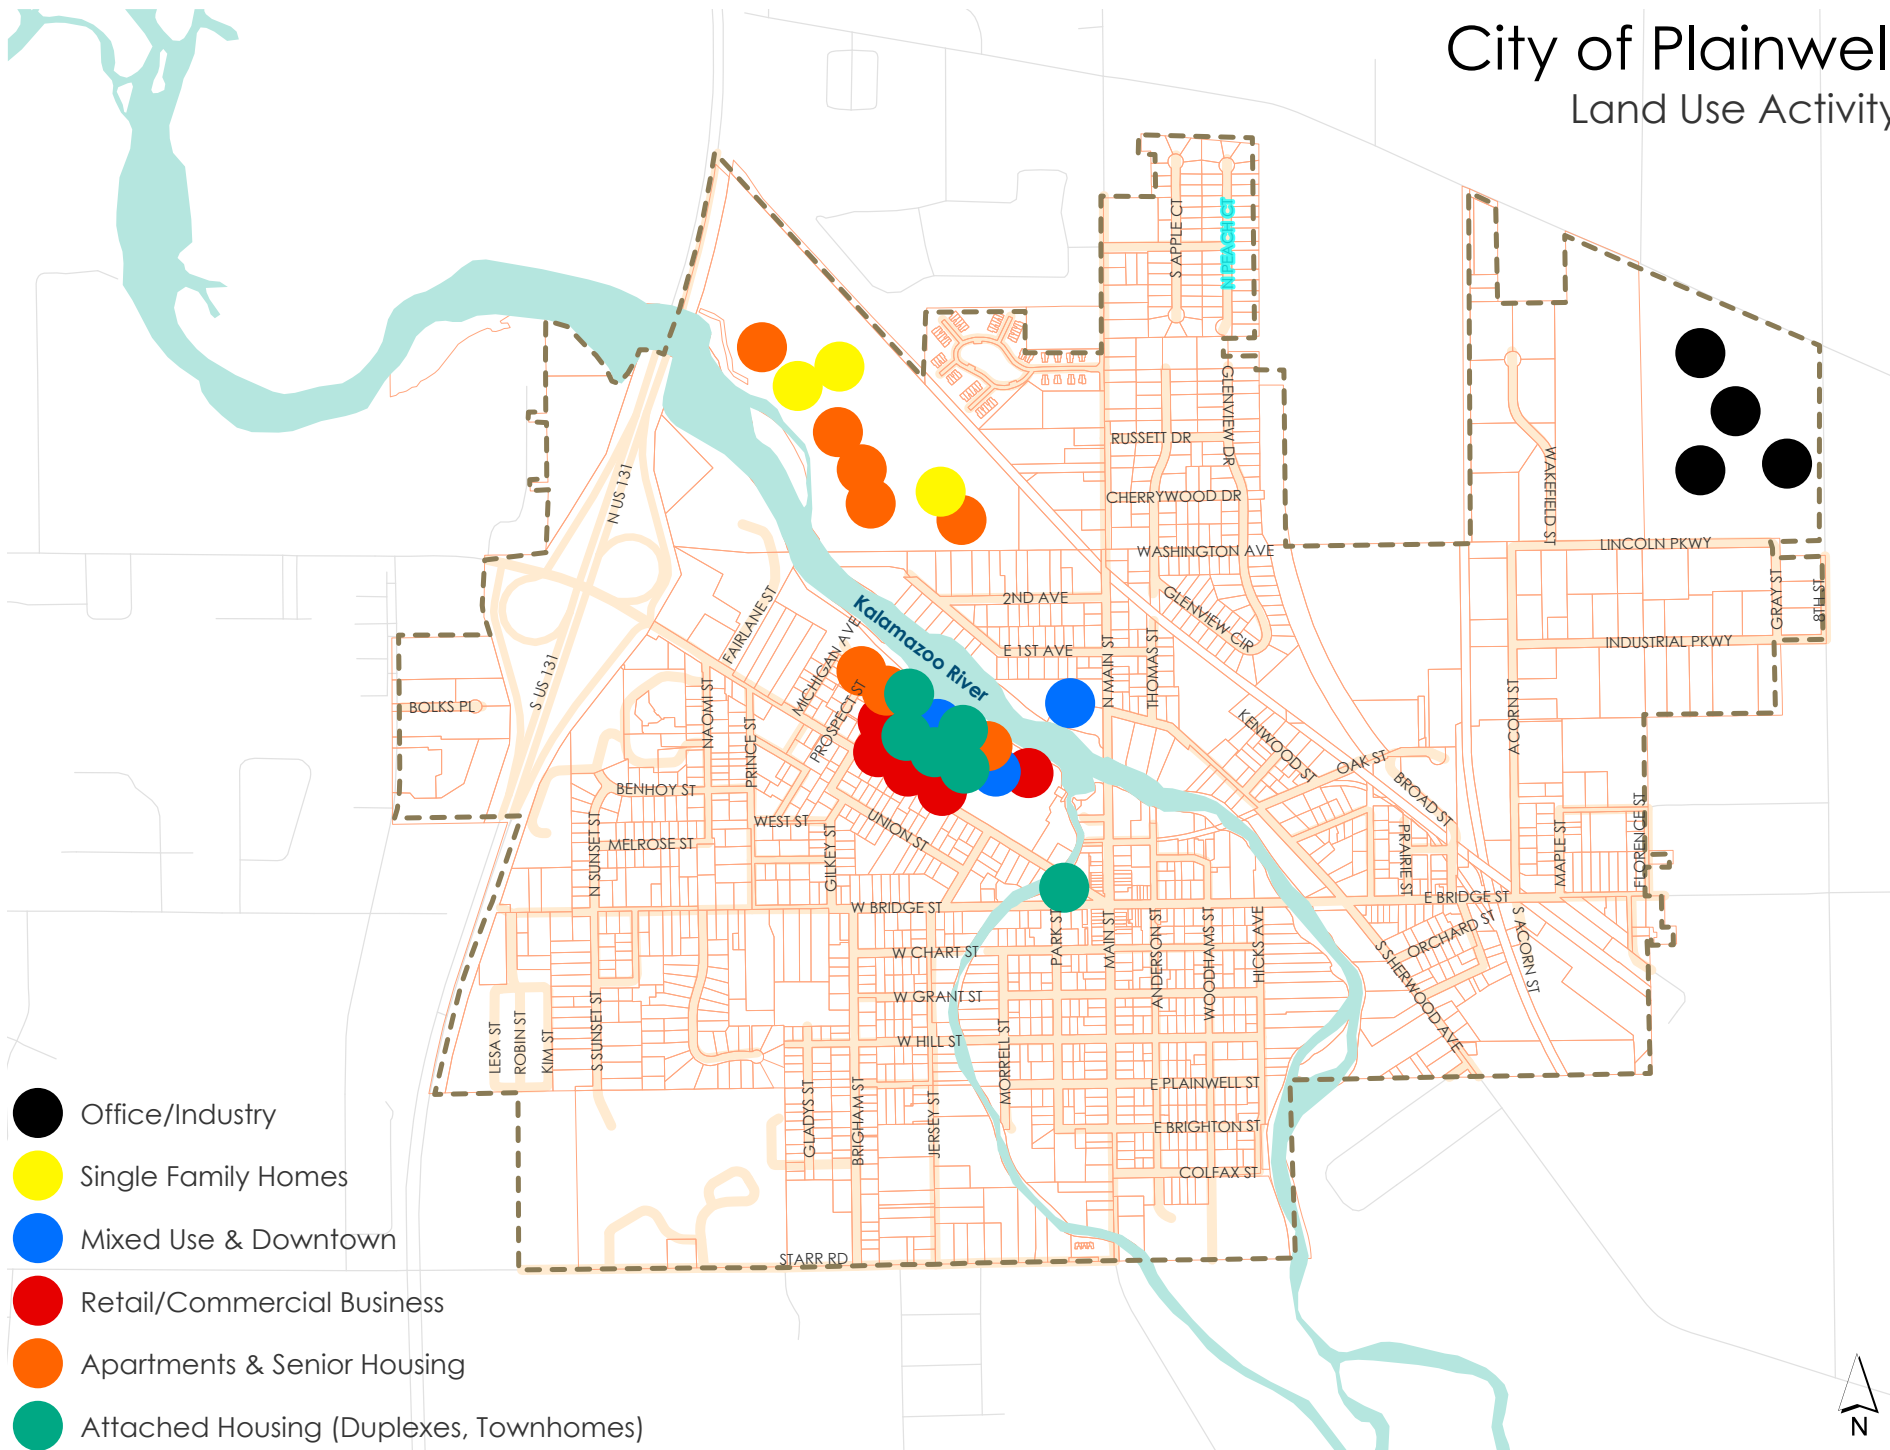 City of Plainwel
Land Use Activity
S APPLE CT
N PEACH CT
GLENVIEW DR
RUSSETT DR
CHERRYWOOD DR
WAKEFIELD ST
N US 131
WASHINGTON AVE
LINCOLN PKWY
GRAY ST
8TH ST
2ND AVE
GLENVIEW CIR
FAIRLANE ST
MICHIGAN AVE
Kalamazoo River
E 1ST AVE
N MAIN ST
THOMAS ST
INDUSTRIAL PKWY
S US 131
BOLKS PL
NAOMI ST
PRINCE ST
PROSPECT ST
KENWOOD ST
OAK ST
BROAD ST
ACORN ST
BENHOY ST
WEST ST
UNION ST
N SUNSET ST
MELROSE ST
GILKEY ST
PRAIRIE ST
MAPLE ST
FLORENCE ST
W BRIDGE ST
E BRIDGE ST
PARK ST
MAIN ST
ANDERSON ST
WOODHAMS ST
HICKS AVE
ORCHARD ST
S ACORN ST
S SHERWOOD AVE
W CHART ST
W GRANT ST
W HILL ST
LESA ST
ROBIN ST
KIM ST
S SUNSET ST
MORRELL ST
E PLAINWELL ST
GLADYS ST
BRIGHAM ST
JERSEY ST
E BRIGHTON ST
COLFAX ST
STARR RD
Office/Industry
Single Family Homes
Mixed Use & Downtown
Retail/Commercial Business
Apartments & Senior Housing
Attached Housing (Duplexes, Townhomes)
N